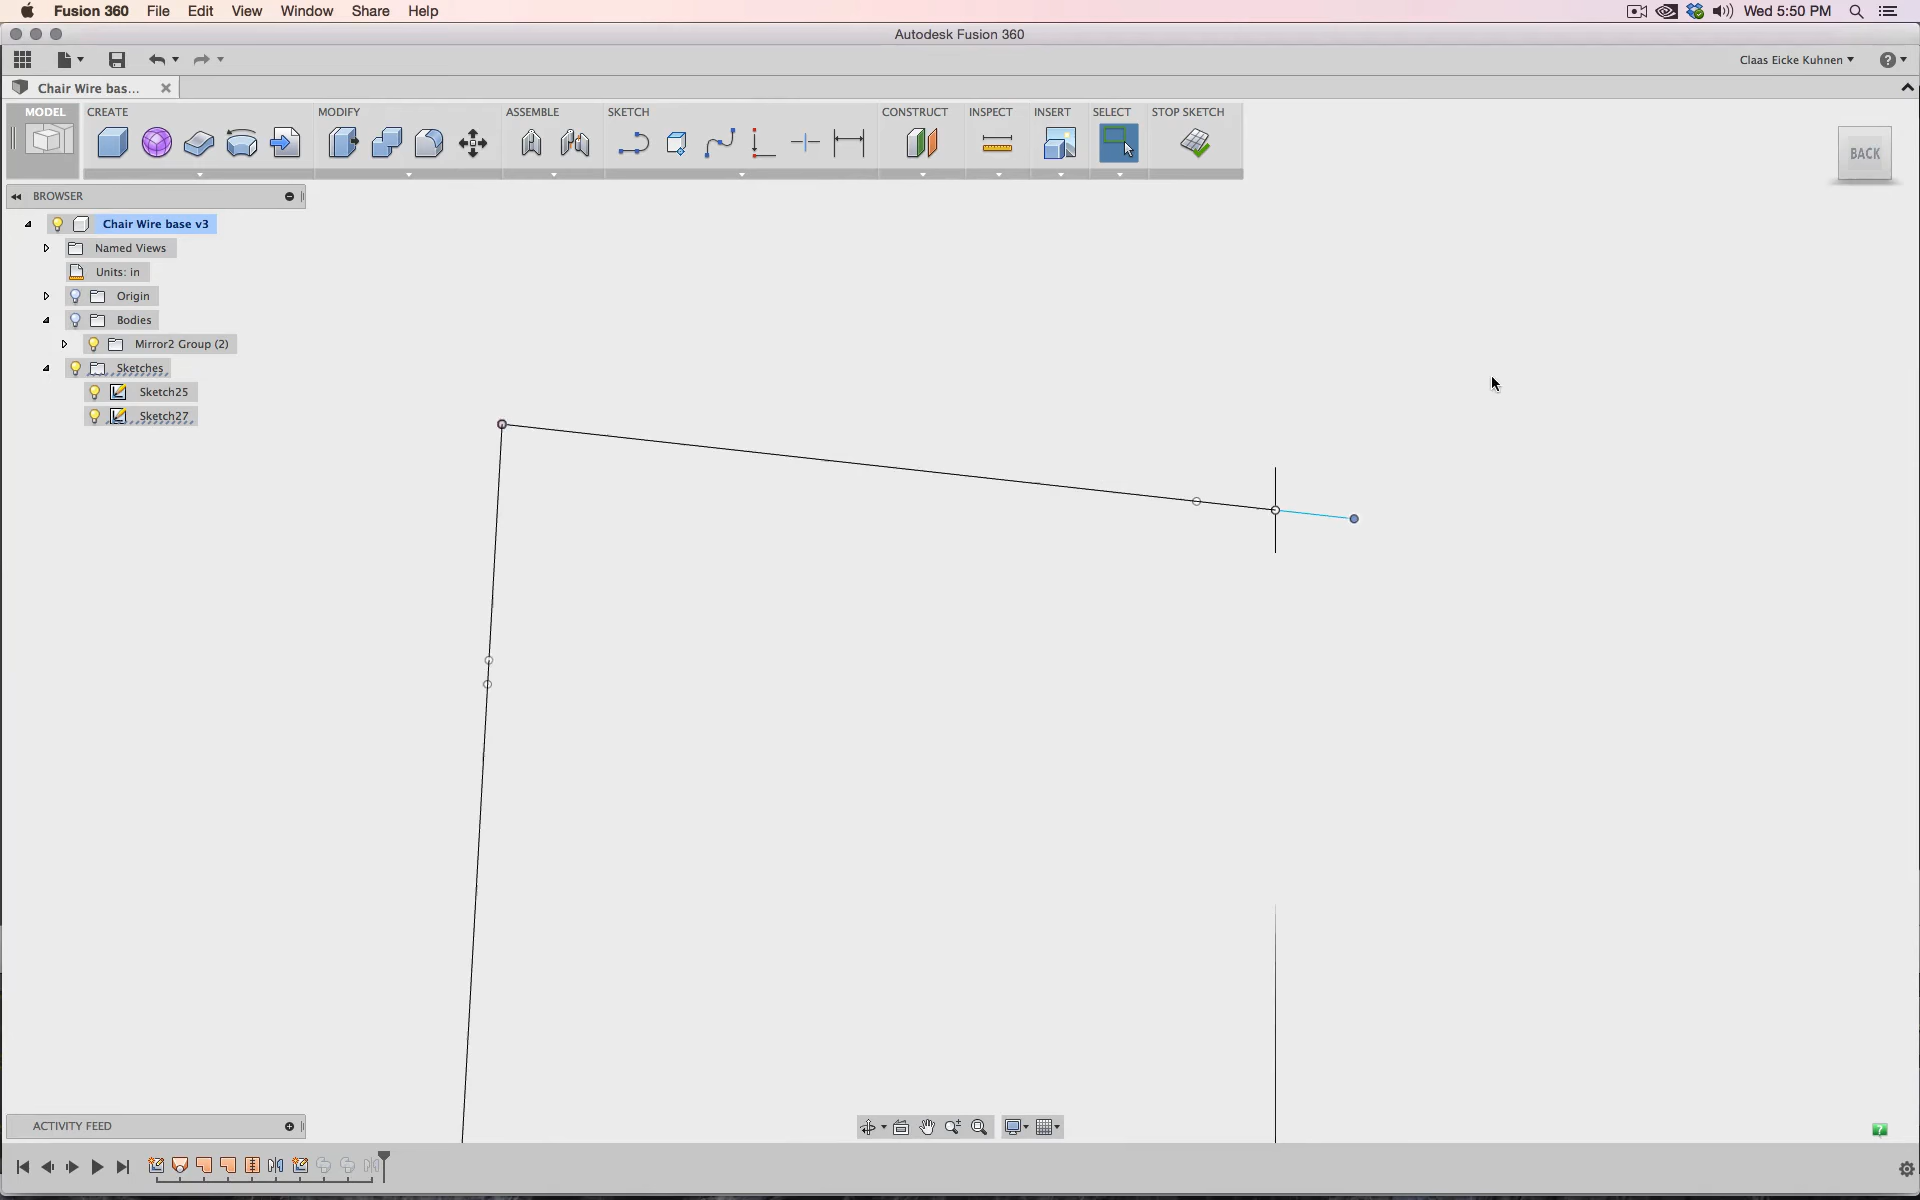 Fusion 360 File Edit View Window Share Help Wed 5:50 PM
Autodesk Fusion 360
Claas Eicke Kuhnen ?
Chair Wire bas...
MODEL CREATE MODIFY ASSEMBLE SKETCH CONSTRUCT INSPECT INSERT SELECT STOP SKETCH
BACK
BROWSER
Chair Wire base v3
Named Views
Units: in
Origin
Bodies
Mirror2 Group (2)
Sketches
Sketch25
Sketch27
ACTIVITY FEED
?